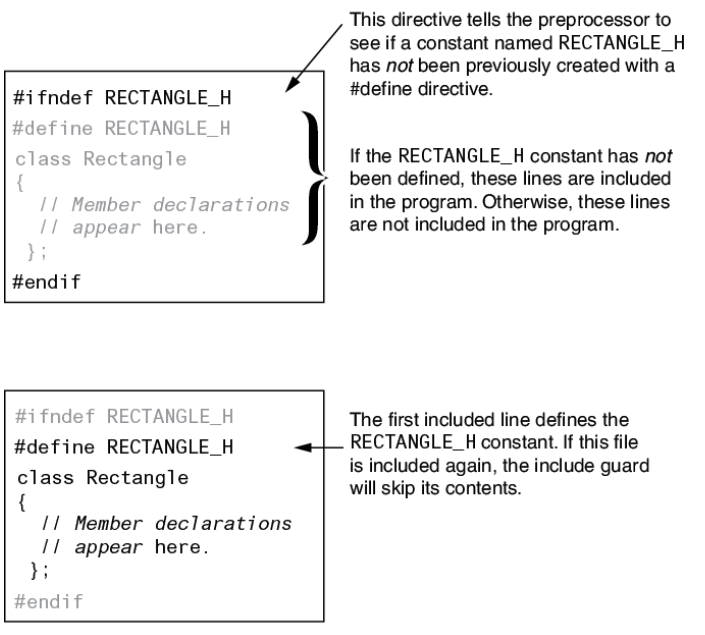 This directive tells the preprocessor to
see if a constant named RECTANGLE_H
has not been previously created with a
#define directive.
#ifndef RECTANGLE_H
#define RECTANGLE_H
class Rectangle
{
// Member declarations
// appear here.
};
#endif
If the RECTANGLE_H constant has not
been defined, these lines are included
in the program. Otherwise, these lines
are not included in the program.
#ifndef RECTANGLE_H
#define RECTANGLE_H
class Rectangle
{
// Member declarations
// appear here.
};
#endif
The first included line defines the
RECTANGLE_H constant. If this file
is included again, the include guard
will skip its contents.